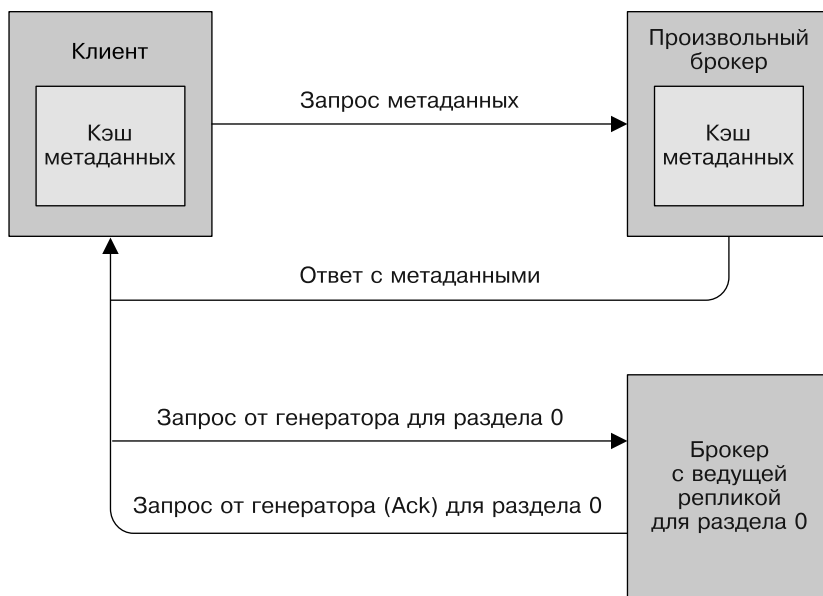 Клиент
Кэш
метаданных
Запрос метаданных
Произвольный
брокер
Кэш
метаданных
Ответ с метаданными
Запрос от генератора для раздела 0
Запрос от генератора (Ack) для раздела 0
Брокер
с ведущей
репликой
для раздела 0